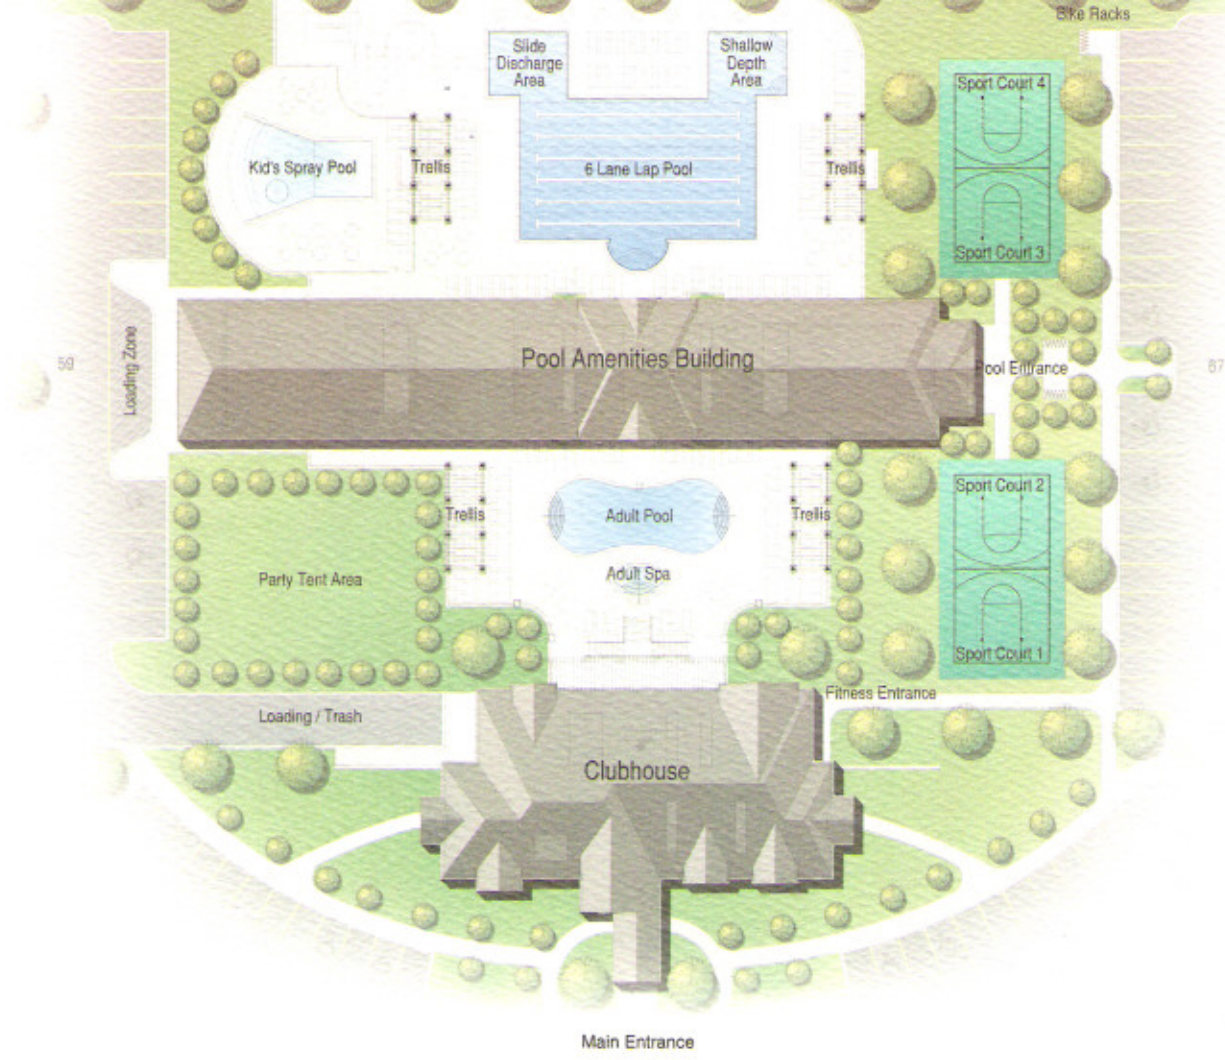 Bike Racks
Slide
Discharge
Area
Shallow
Depth
Area
Sport Court 4
Kid's Spray Pool
Trellis
6 Lane Lap Pool
Trellis
Sport Court 3
Loading Zone
59
Pool Amenities Building
Pool Entrance
67
Sport Court 2
Trellis
Adult Pool
Trellis
Party Tent Area
Adult Spa
Sport Court 1
Fitness Entrance
Loading / Trash
Clubhouse
Main Entrance